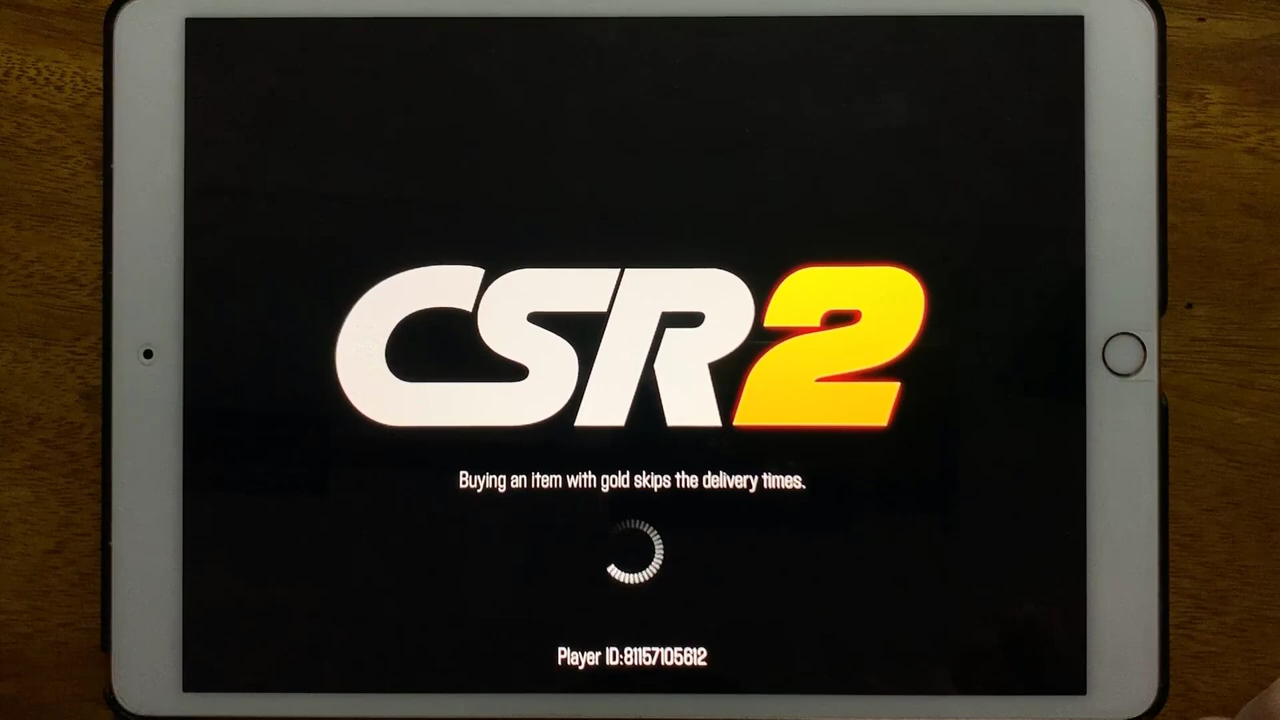 CSR2
Buying an item with gold skips the delivery times.
Player ID:81157105612